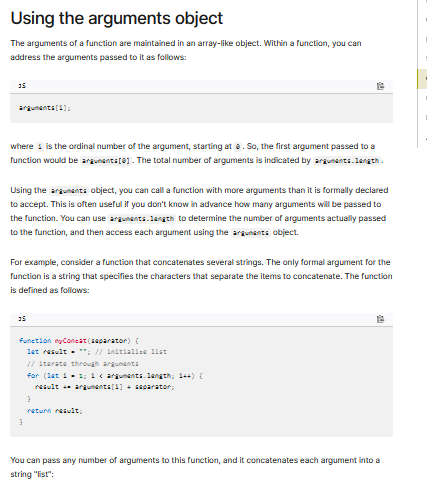 Using the arguments object
The arguments of a function are maintained in an array-like object. Within a function, you can
address the arguments passed to it as follows:
JS
arguments[i];
where i is the ordinal number of the argument, starting at 0. So, the first argument passed to a
function would be arguments[0]. The total number of arguments is indicated by arguments.length.
Using the arguments object, you can call a function with more arguments than it is formally declared
to accept. This is often useful if you don't know in advance how many arguments will be passed to
the function. You can use arguments.length to determine the number of arguments actually passed
to the function, and then access each argument using the arguments object.
For example, consider a function that concatenates several strings. The only formal argument for the
function is a string that specifies the characters that separate the items to concatenate. The function
is defined as follows:
JS
function myConcat(separator) {
let result = ""; // initialize list
// iterate through arguments
for (let i = 1; i < arguments.length; i++) {
result += arguments[i] + separator;
}
return result;
}
You can pass any number of arguments to this function, and it concatenates each argument into a
string "list":